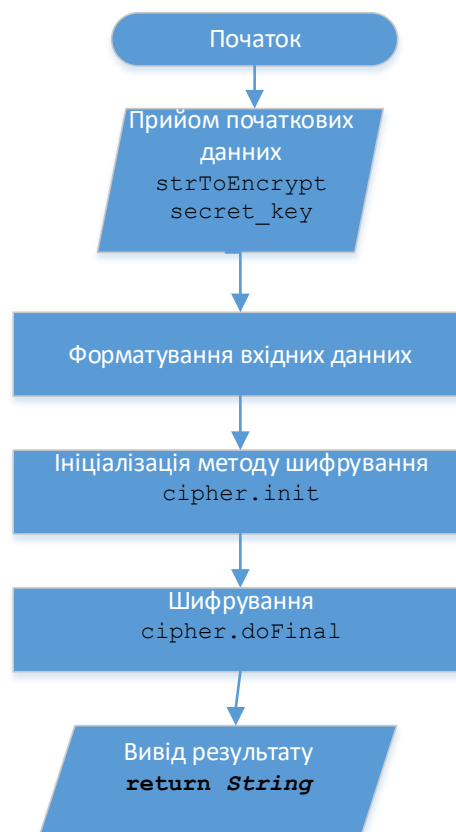 Початок
Прийом початкових
данних
strToEncrypt
secret_key
Форматування вхідних данних
Ініціалізація методу шифрування
cipher.init
Шифрування
cipher.doFinal
Вивід результату
return String